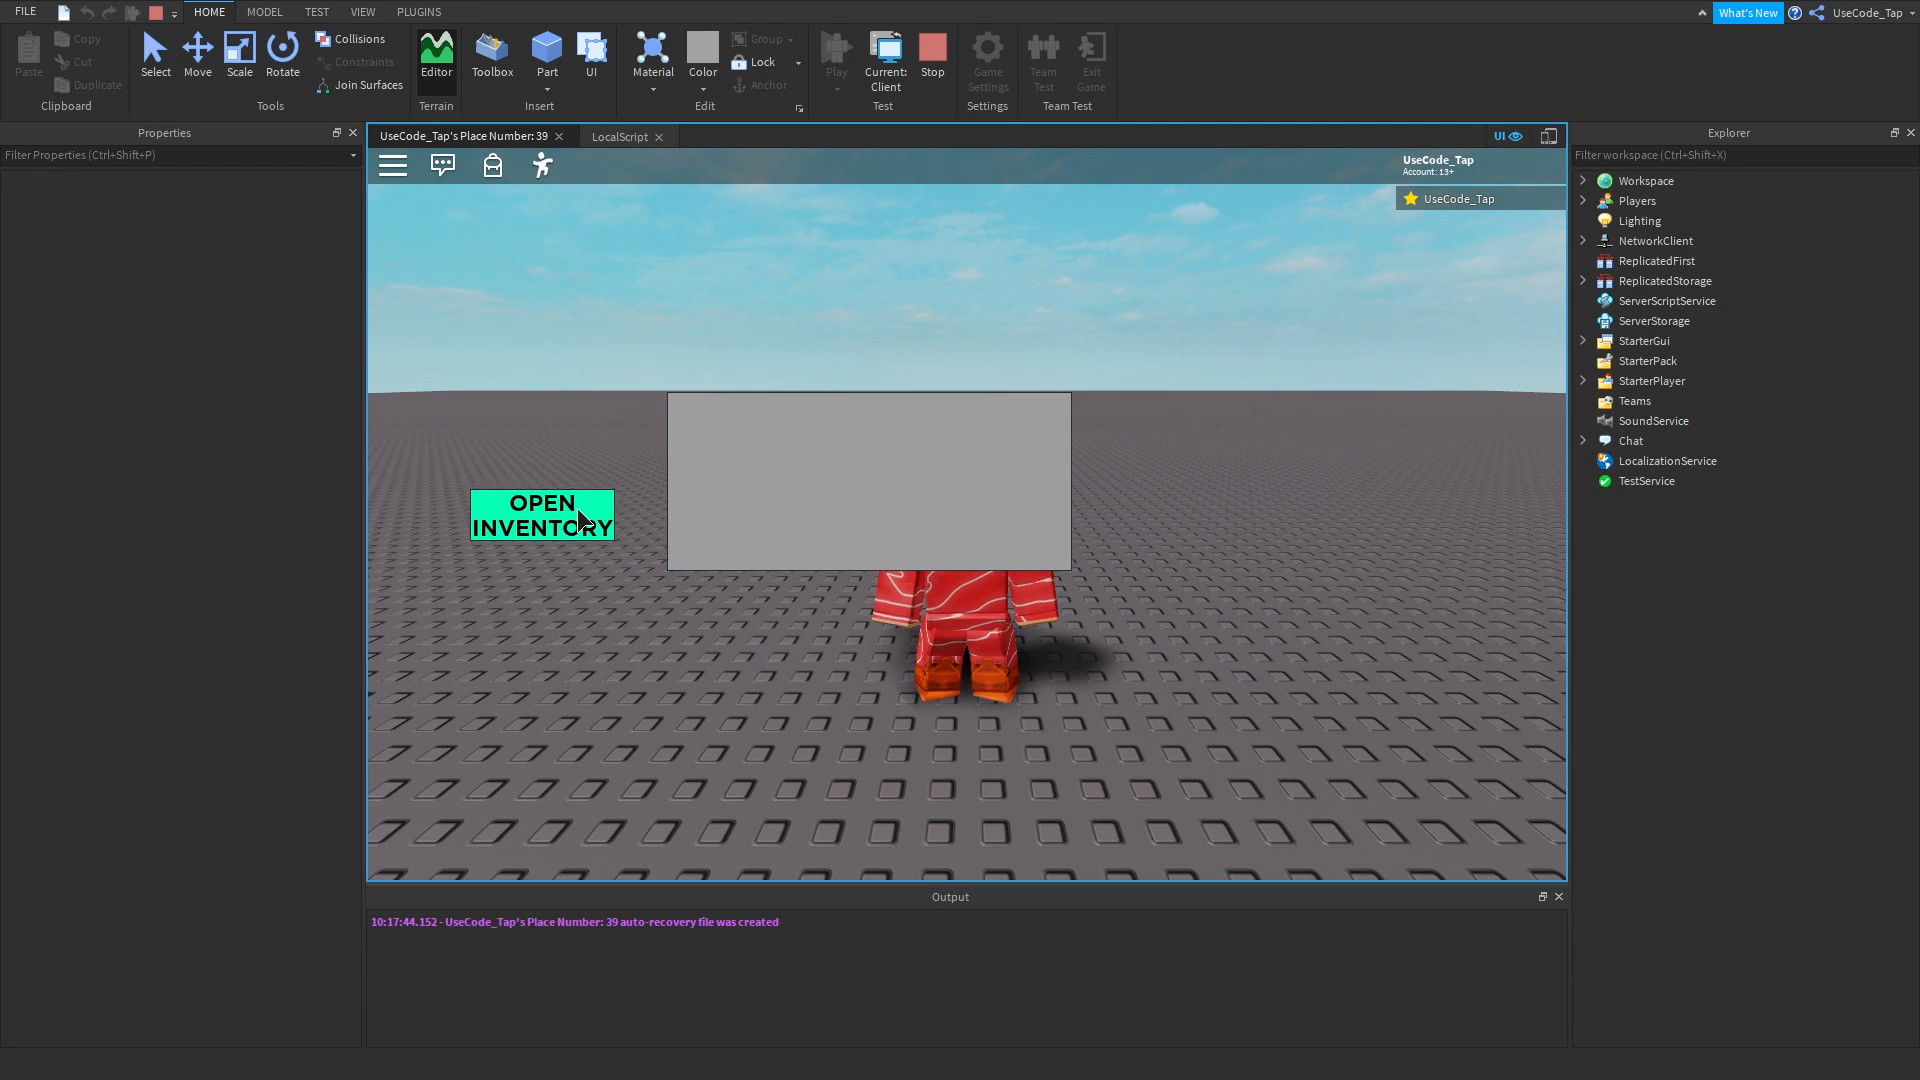 FILE
HOME
MODEL
TEST
VIEW
PLUGINS
What's New
UseCode_Tap
Paste
Copy
Cut
Duplicate
Clipboard
Select
Move
Scale
Rotate
Collisions
Constraints
Join Surfaces
Tools
Editor
Terrain
Toolbox
Part
UI
Insert
Material
Color
Group
Lock
Anchor
Edit
Play
Current:
Client
Stop
Test
Game
Settings
Settings
Team
Test
Exit
Game
Team Test
Properties
Filter Properties (Ctrl+Shift+P)
UseCode_Tap's Place Number: 39
LocalScript
UI
UseCode_Tap
Account: 13+
UseCode_Tap
OPEN
INVENTORY
Output
10:17:44.152 - UseCode_Tap's Place Number: 39 auto-recovery file was created
Explorer
Filter workspace (Ctrl+Shift+X)
Workspace
Players
Lighting
NetworkClient
ReplicatedFirst
ReplicatedStorage
ServerScriptService
ServerStorage
StarterGui
StarterPack
StarterPlayer
Teams
SoundService
Chat
LocalizationService
TestService